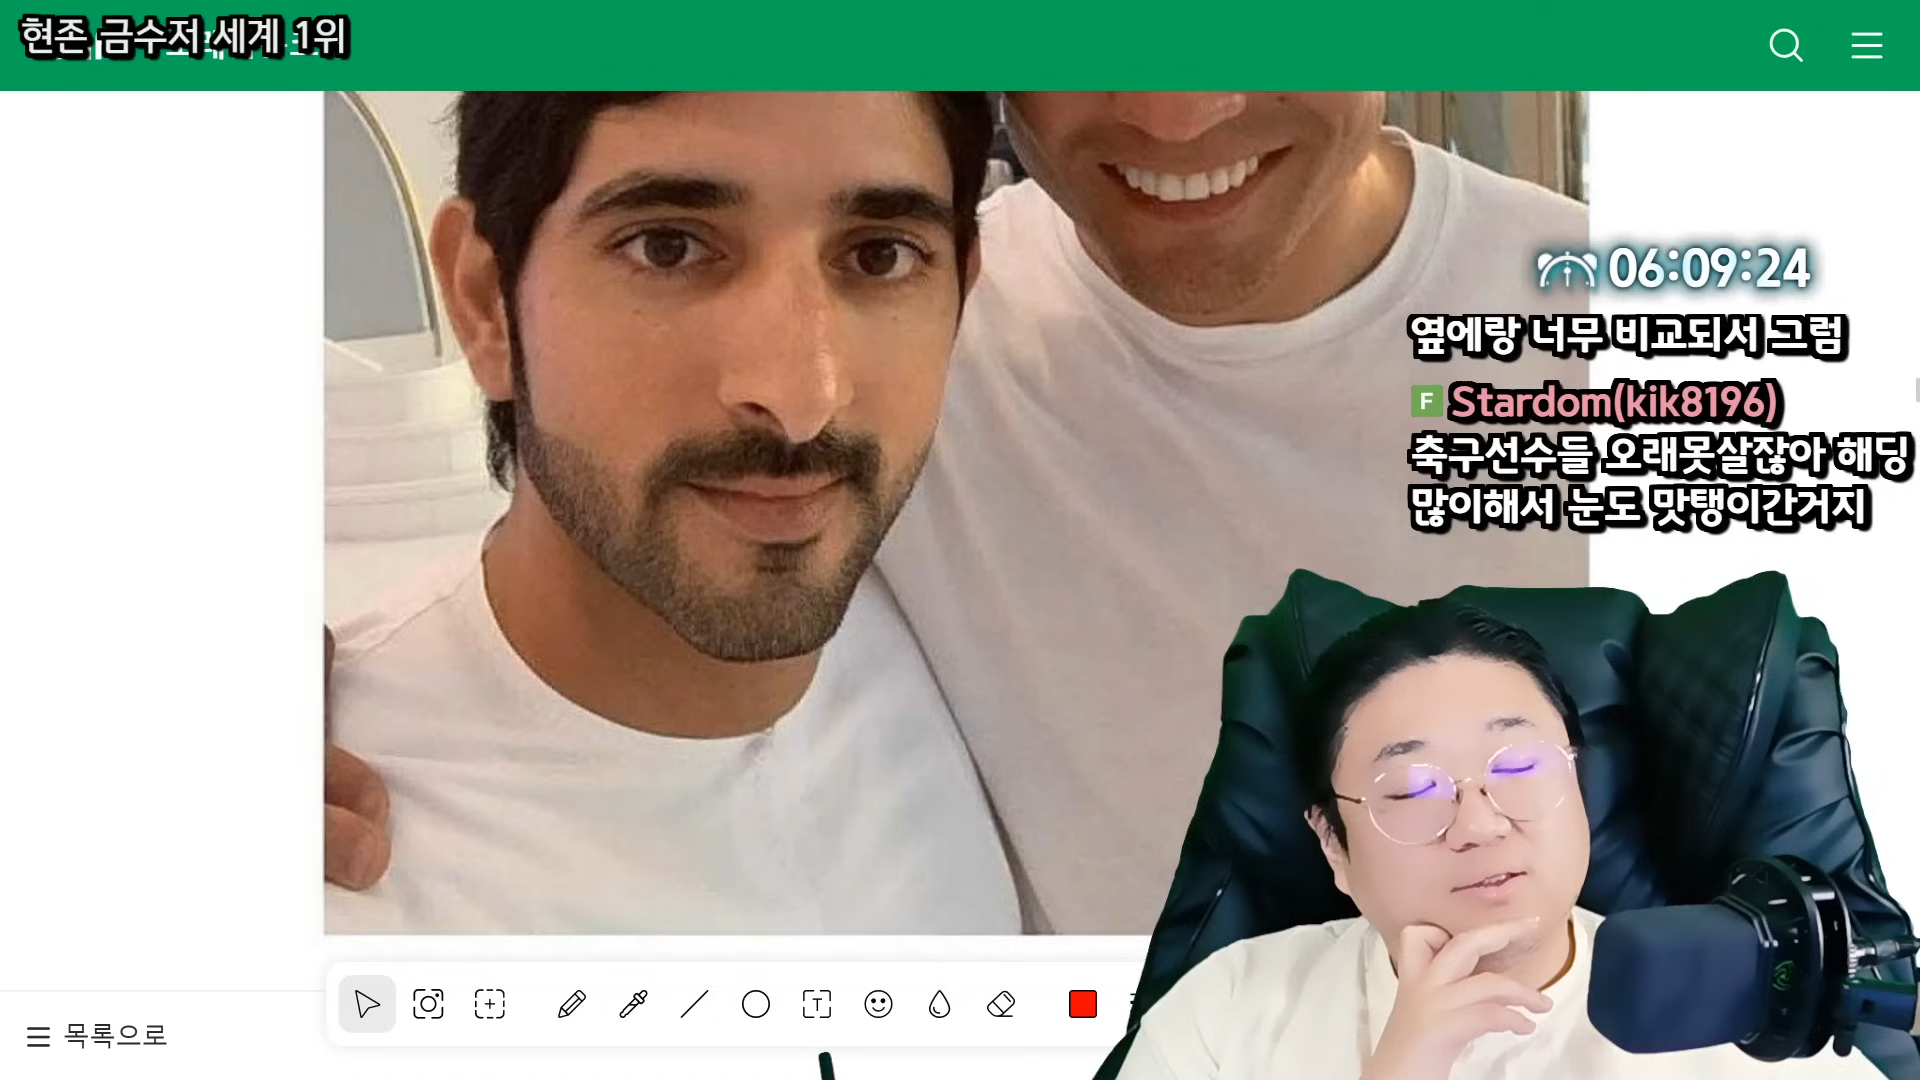 현존 금수저 세계 1위
06:09:24
옆에랑 너무 비교되서 그럼
F Stardom(kik8196)
축구선수들 오래못살잖아 해딩
많이해서 눈도 맛탱이간거지
T
목록으로